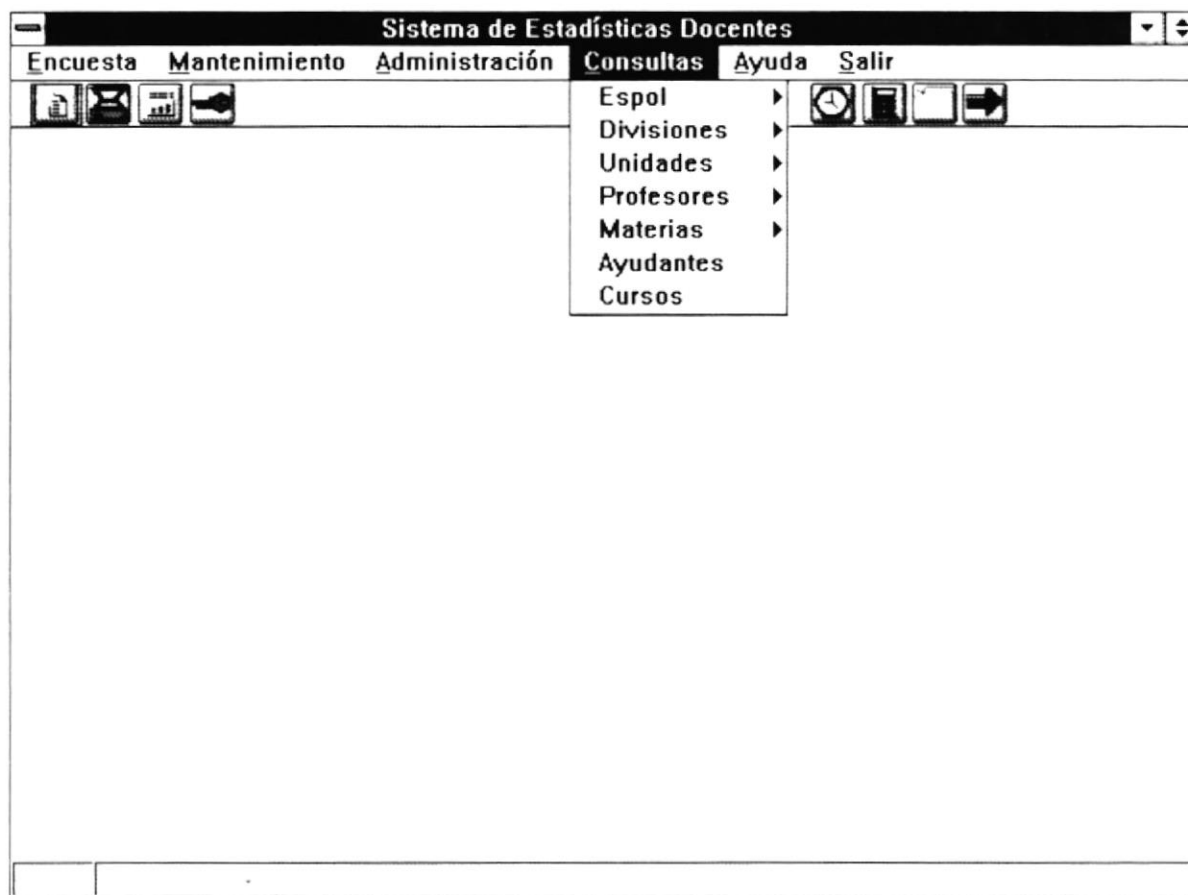 Sistema de Estadísticas Docentes
Encuesta Mantenimiento Administración Consultas Ayuda Salir
Espol
Divisiones
Unidades
Profesores
Materias
Ayudantes
Cursos